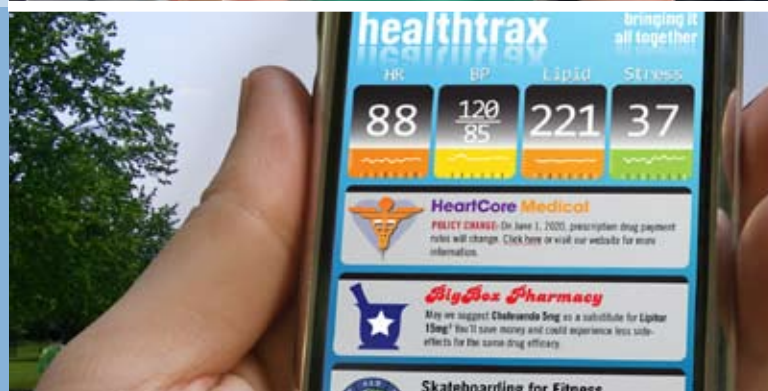 healthtrax
bringing it
all together
HR BP Lipid Stress
88 120 221 37
85
HeartCore Medical
POLICY CHANGE: On June 1, 2020, prescription drug payment
rules will change. Click here or visit our website for more
information.
BigBox Pharmacy
May we suggest Cholesenda 5mg as a substitute for Lipitor
15mg? You'll save money and could experience less side-
effects for the same drug efficacy.
Skateboarding for Fitness